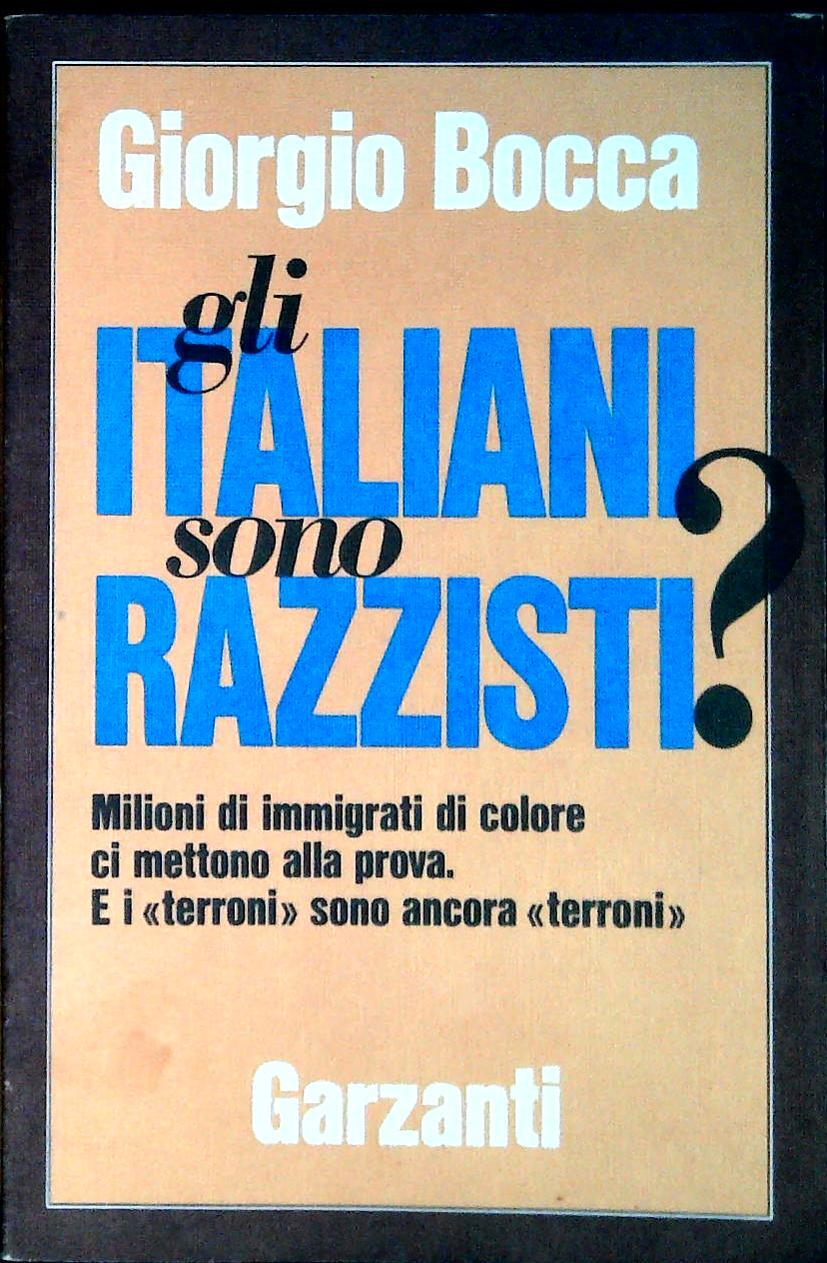 Giorgio Bocca
gli
ITALIANI
sono
RAZZISTI?
Milioni di immigrati di colore
ci mettono alla prova.
E i «terroni» sono ancora «terroni»
Garzanti